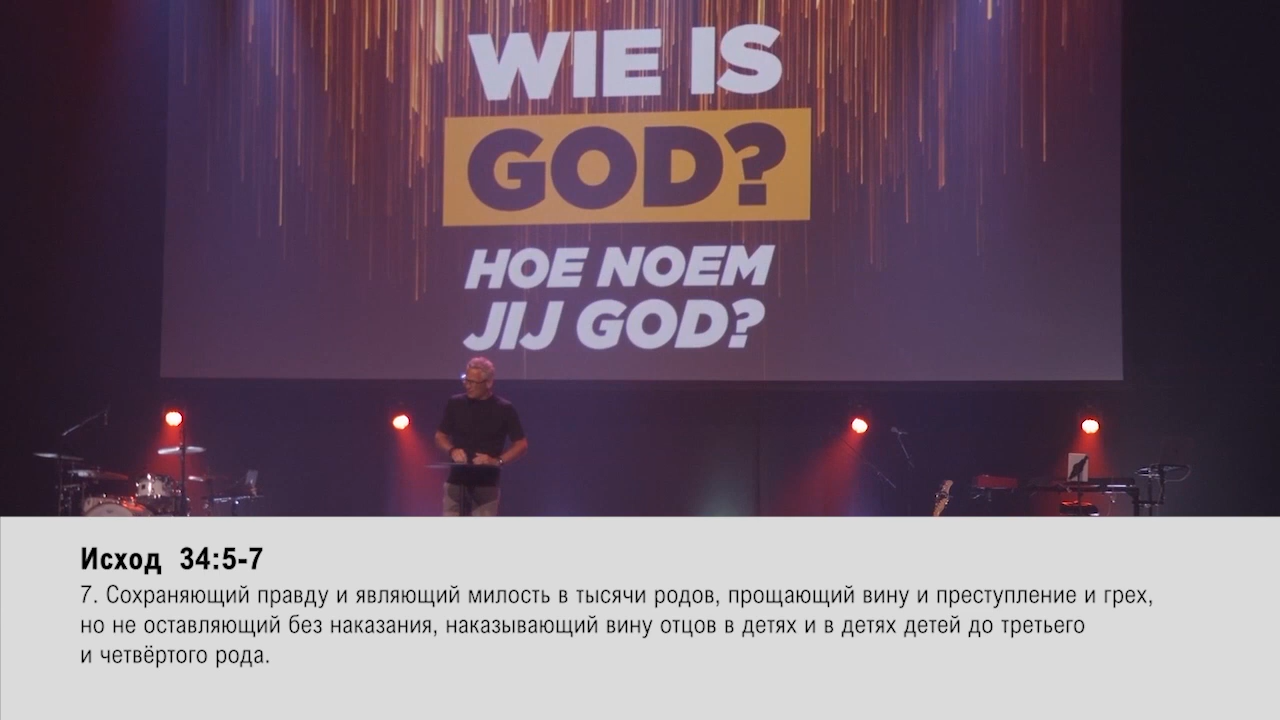 WIE IS
GOD?
HOE NOEM
JIJ GOD?
Исход 34:5-7
7. Сохраняющий правду и являющий милость в тысячи родов, прощающий вину и преступление и грех,
но не оставляющий без наказания, наказывающий вину отцов в детях и в детях детей до третьего
и четвёртого рода.